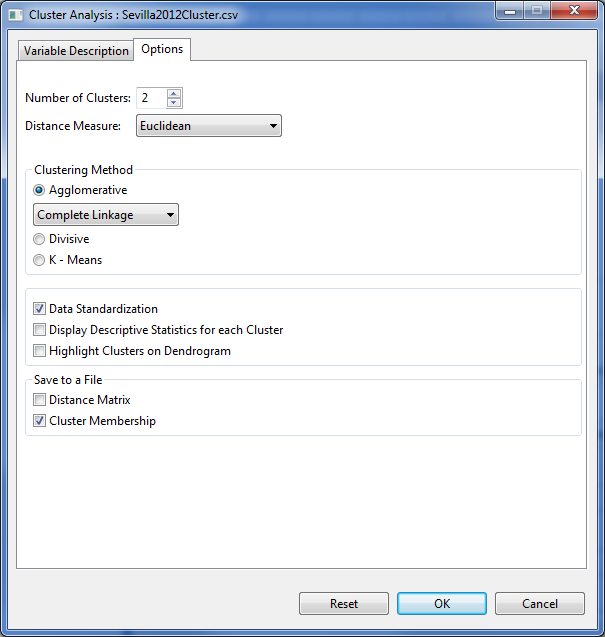 Cluster Analysis : Sevilla2012Cluster.csv
Variable Description Options
Number of Clusters: 2
Distance Measure: Euclidean
Clustering Method
Agglomerative
Complete Linkage
Divisive
K - Means
Data Standardization
Display Descriptive Statistics for each Cluster
Highlight Clusters on Dendrogram
Save to a File
Distance Matrix
Cluster Membership
Reset OK Cancel